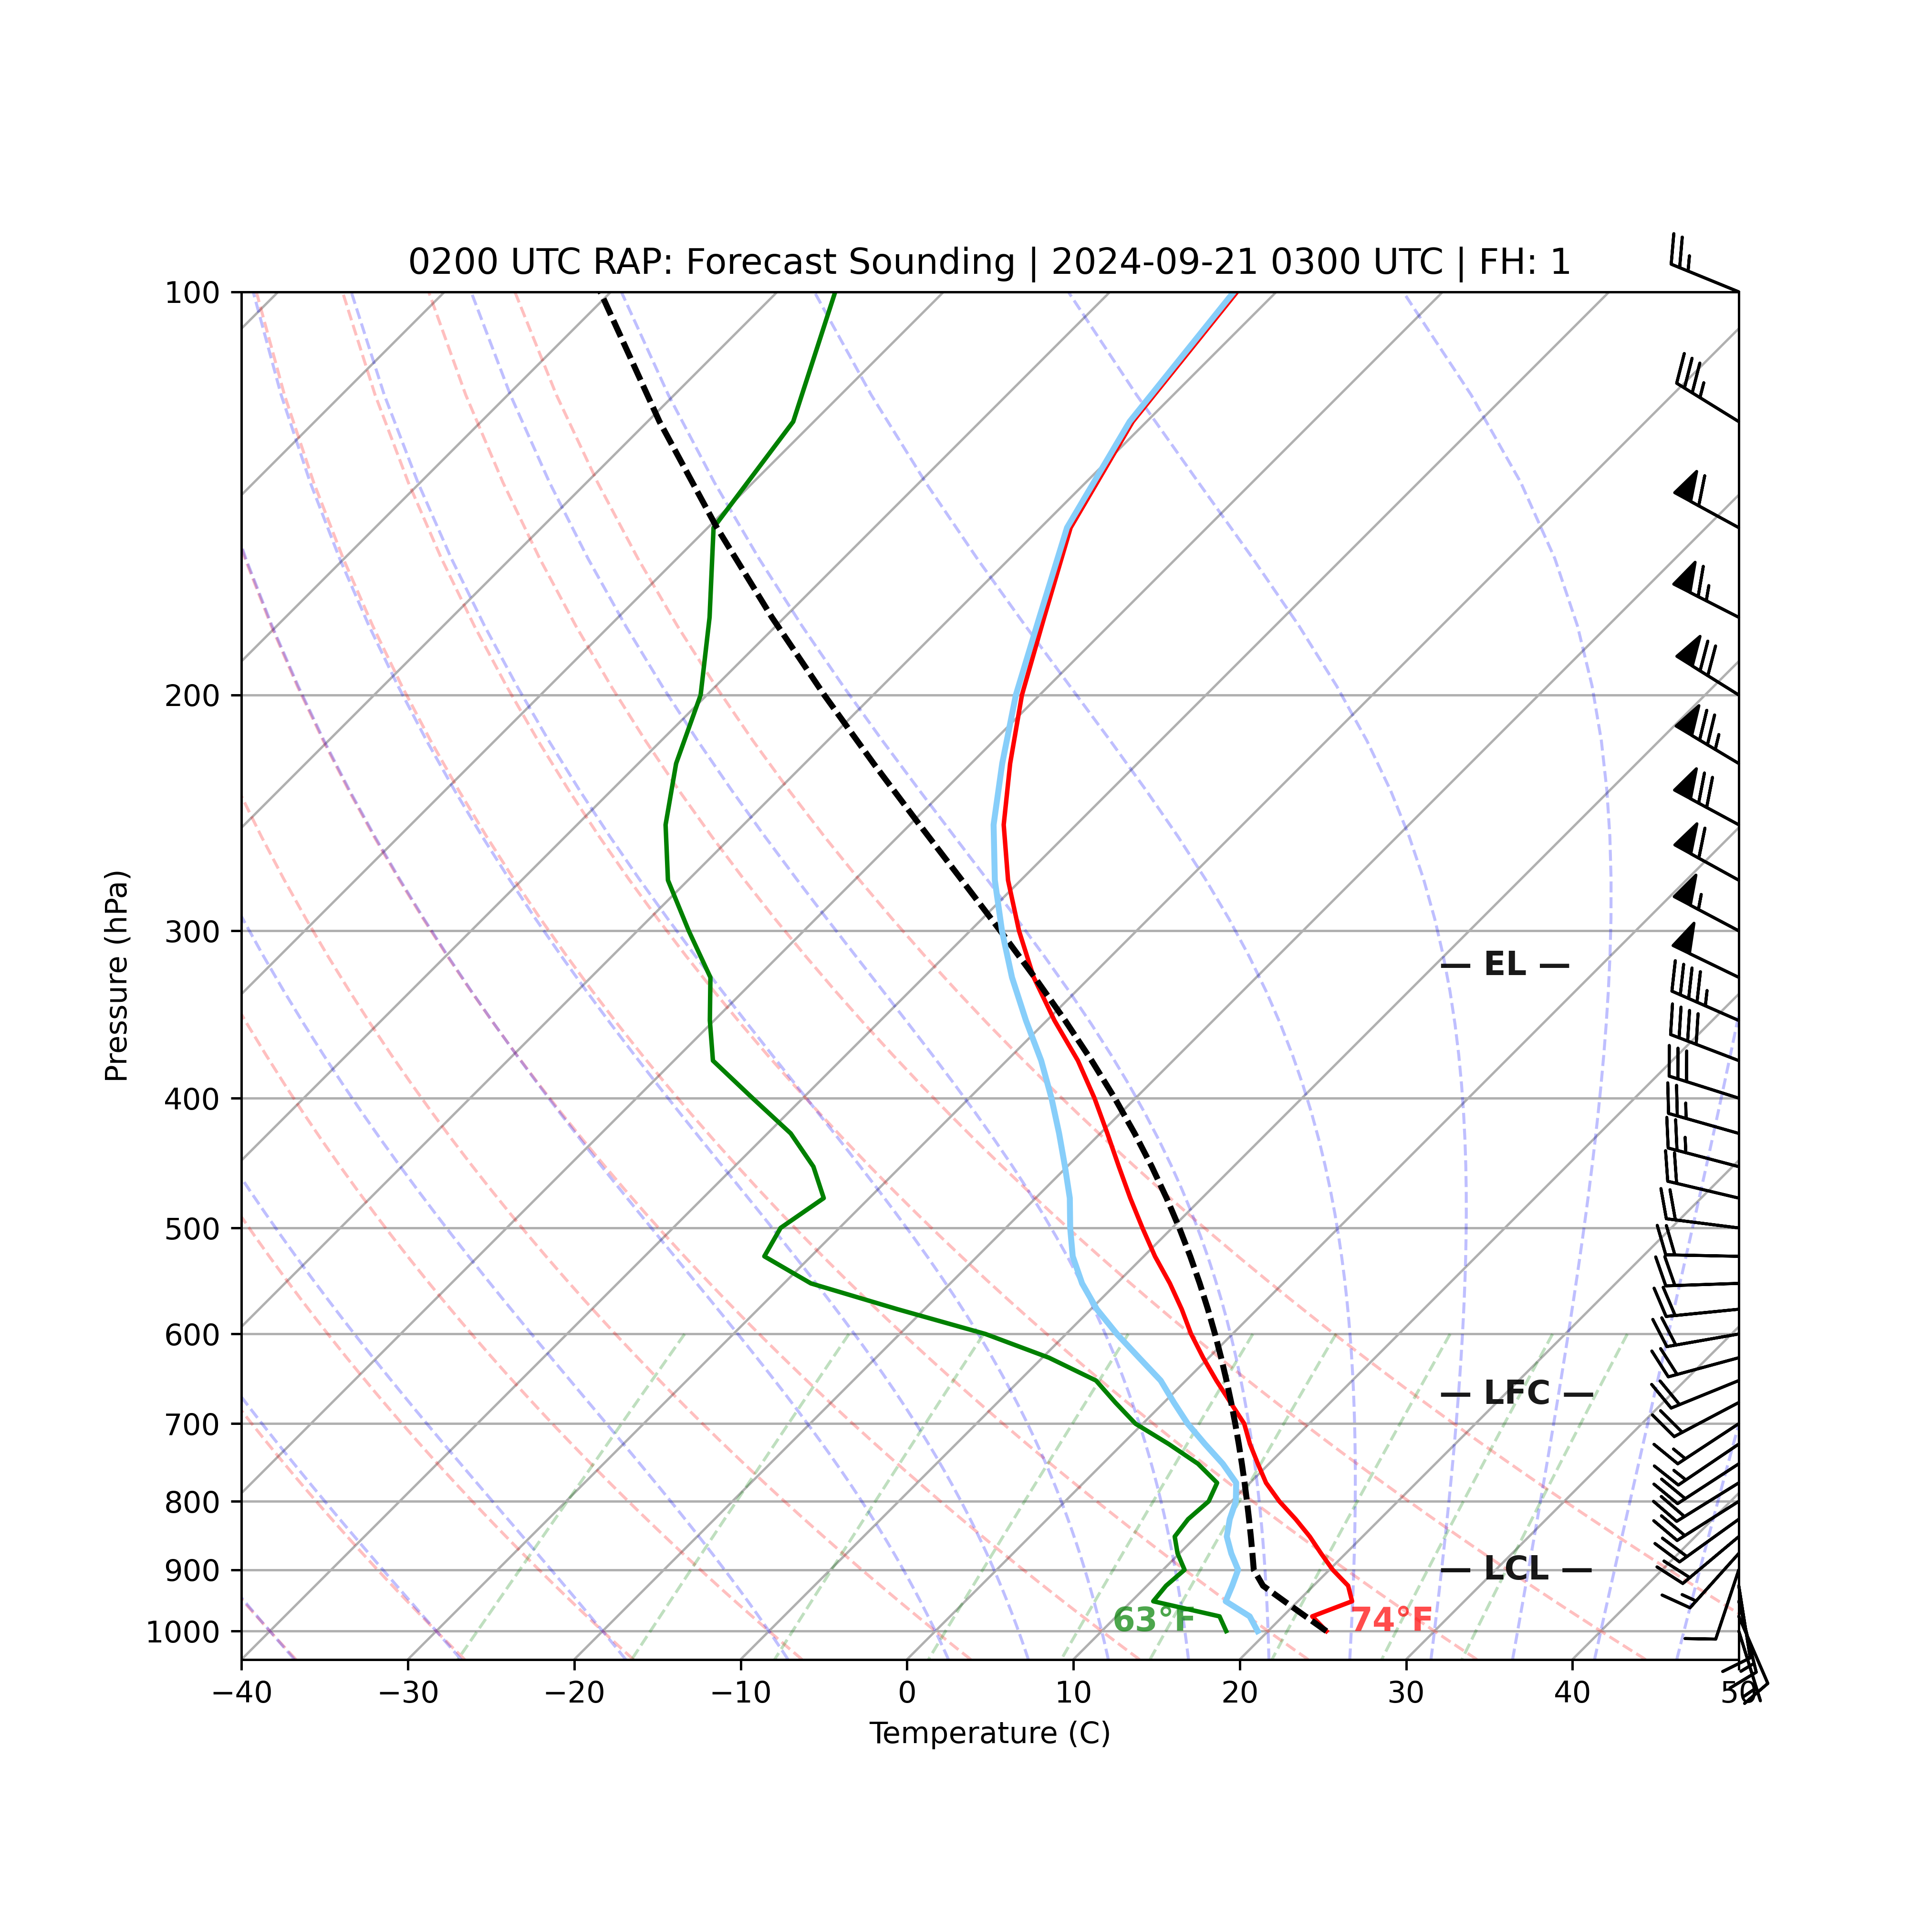 0200 UTC RAP: Forecast Sounding | 2024-09-21 0300 UTC | FH: 1
100
200
300
— EL —
400
500
600
— LFC —
700
800
900
— LCL —
1000
63°F
74°F
−40 −30 −20 −10 0 10 20 30 40 50
Temperature (C)
Pressure (hPa)